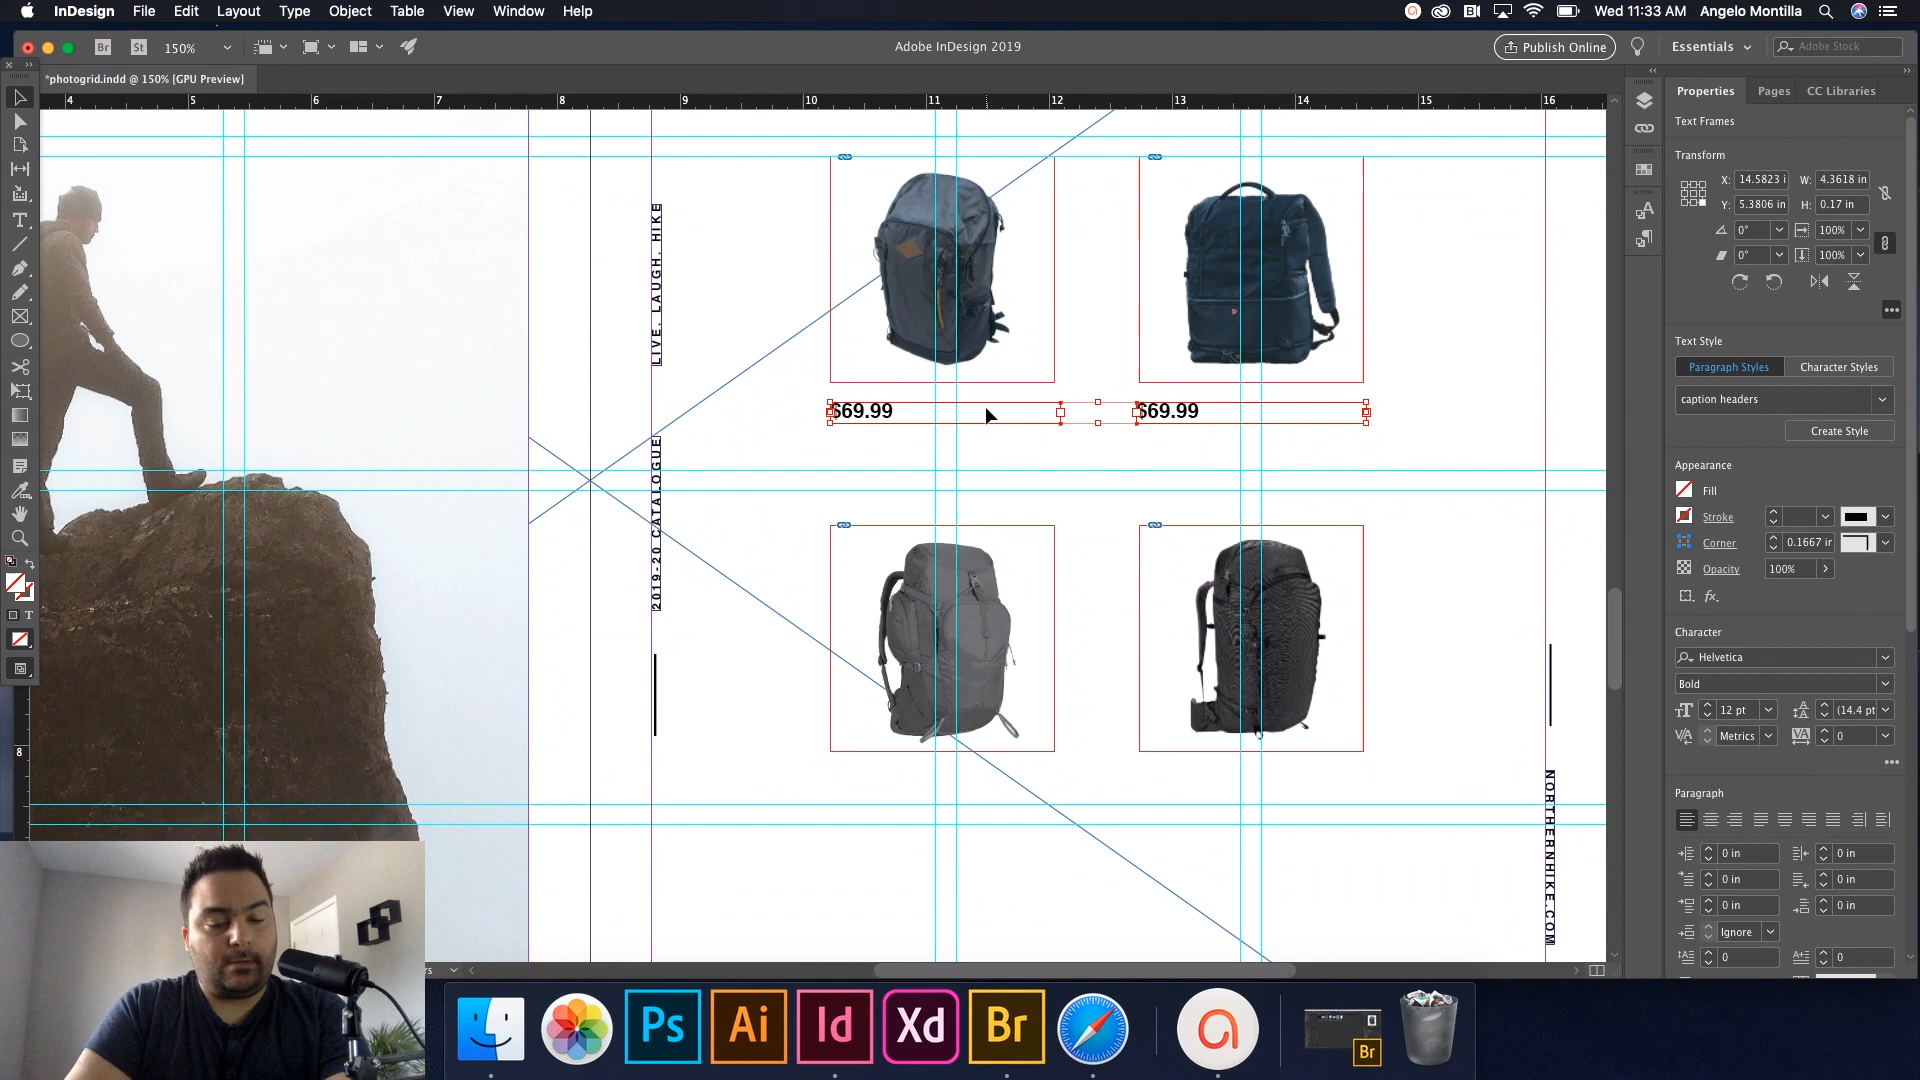 InDesign File Edit Layout Type Object Table View Window Help
Wed 11:33 AM Angelo Montilla
Br St 150% Adobe InDesign 2019 Publish Online Essentials Adobe Stock
*photogrid.indd @ 150% [GPU Preview]
4 5 6 7 8 9 10 11 12 13 14 15 16
Properties Pages CC Libraries
Text Frames
Transform
X: 14.5823 i W: 4.3618 in
Y: 5.3806 in H: 0.17 in
0° 100%
0° 100%
Text Style
Paragraph Styles Character Styles
caption headers
Create Style
Appearance
Fill
Stroke
Corner 0.1667 ir
Opacity 100%
fx.
Character
Helvetica
Bold
12 pt (14.4 pt
Metrics 0
Paragraph
0 in 0 in
0 in 0 in
0 in 0 in
Ignore
0 0
LIVE. LAUGH. HIKE
2019-20 CATALOGUE
$69.99 $69.99
NORTHERNHIKE.COM
8
rs
Ps Ai Id Xd Br
Br